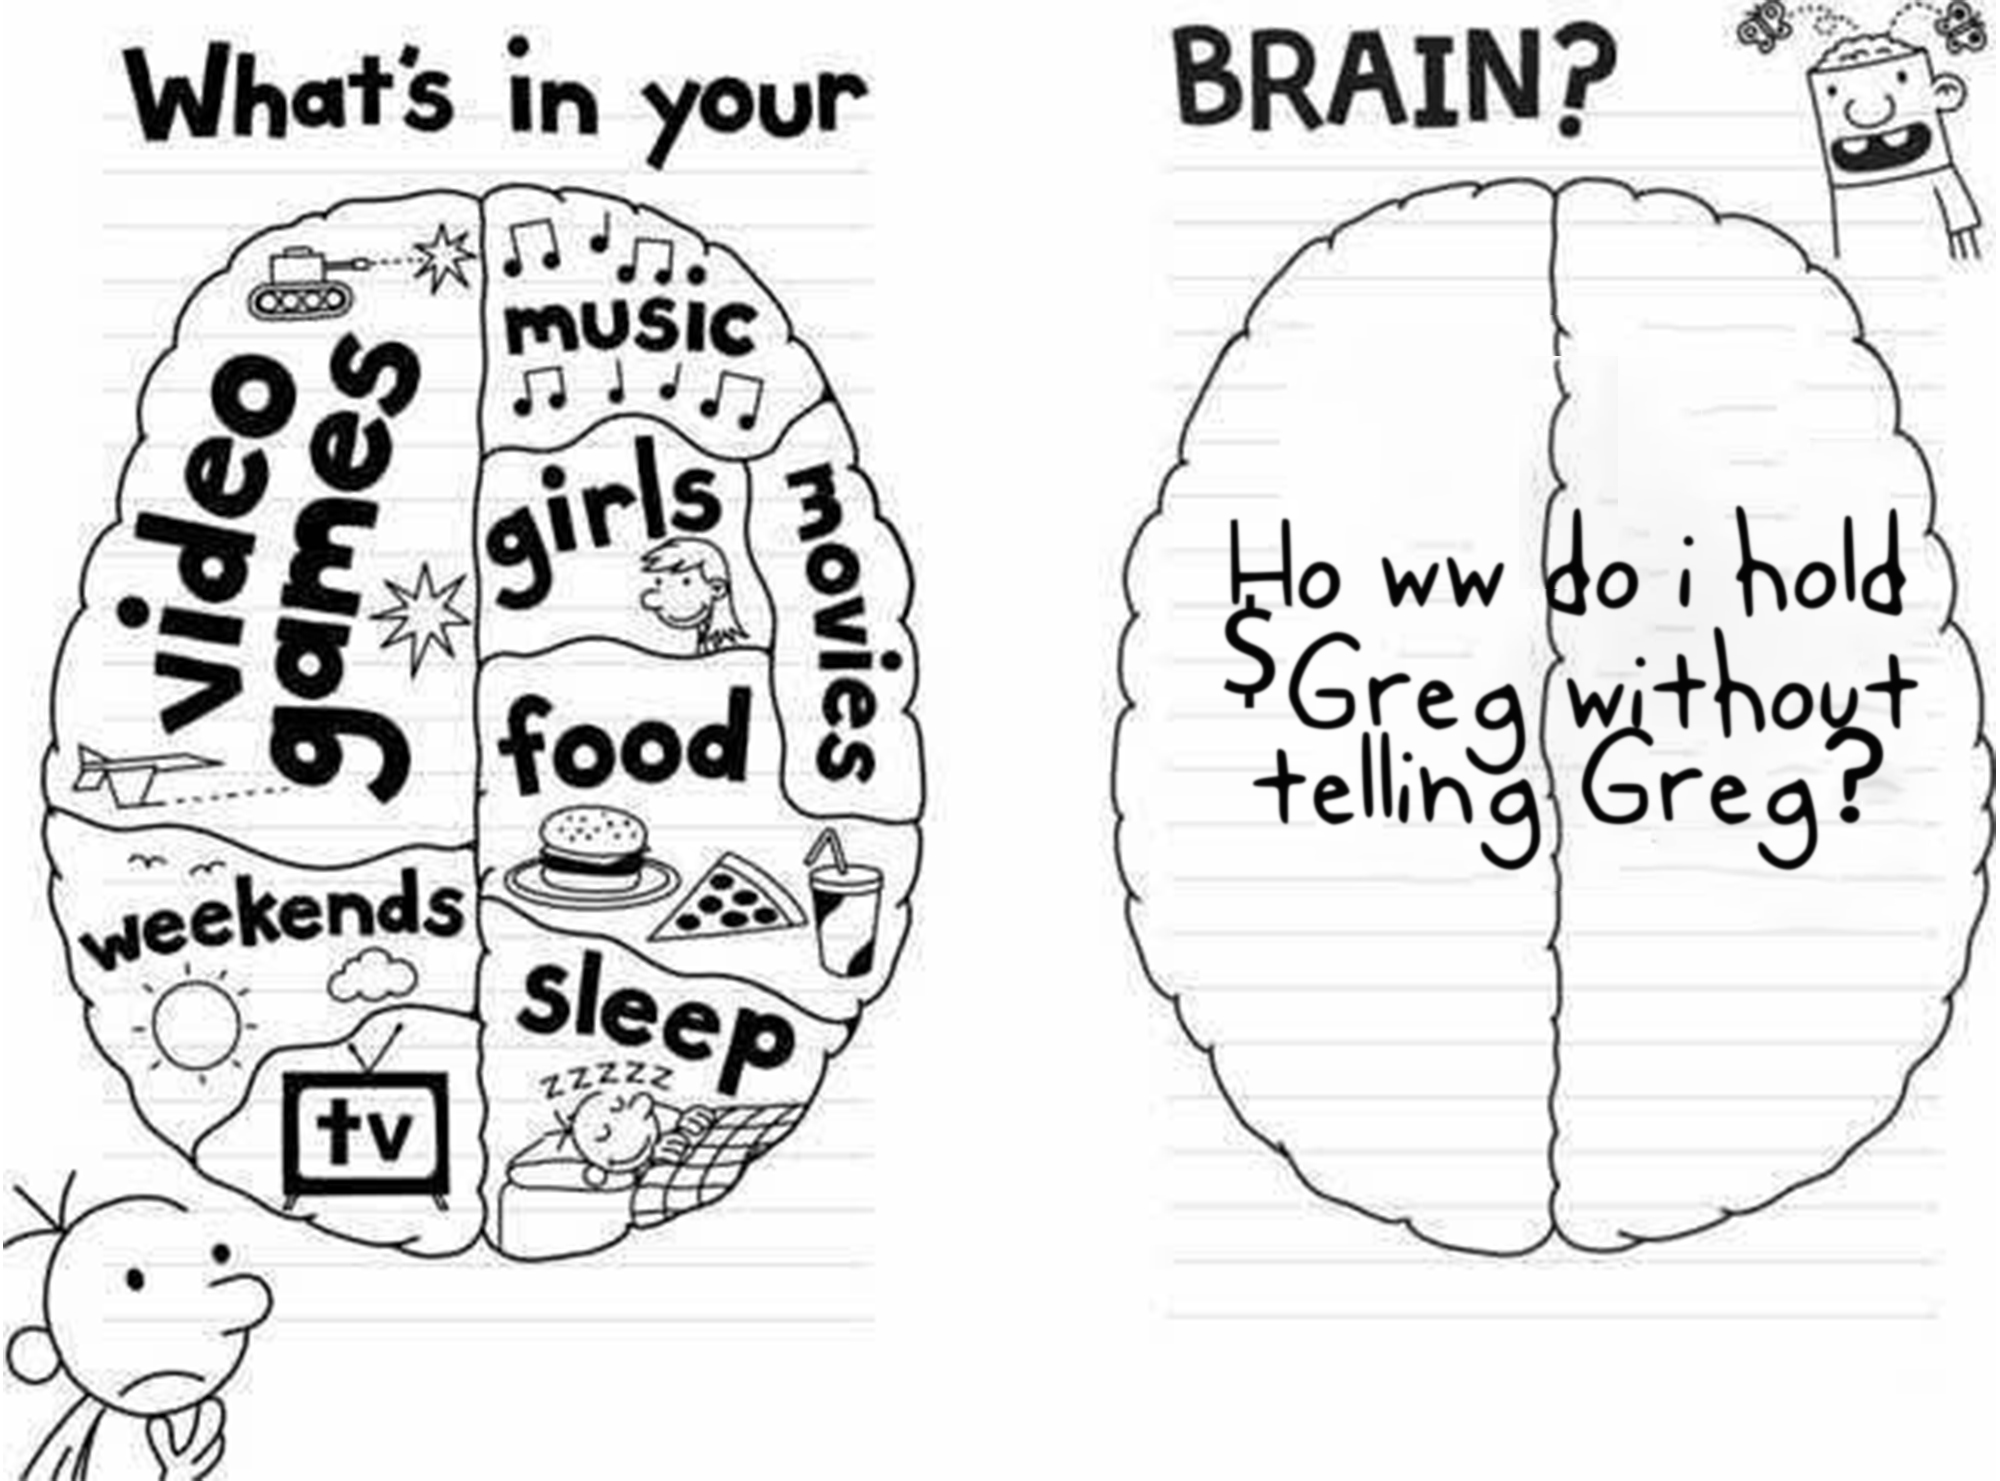 What's in your
BRAIN?
video
games
music
girls
movies
food
weekends
sleep
zzzzz
tv
Ho ww do i hold
$Greg without
telling Greg?